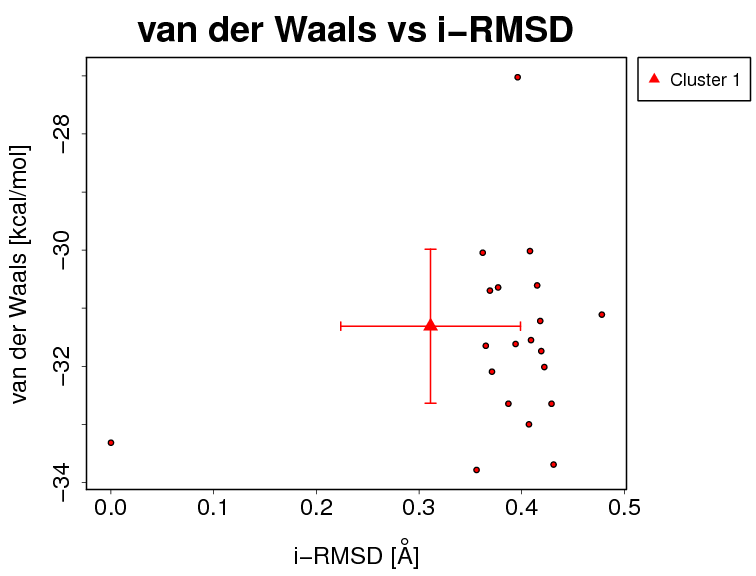 van der Waals vs i−RMSD
Cluster 1
van der Waals [kcal/mol]
−28
−30
−32
−34
0.0 0.1 0.2 0.3 0.4 0.5
i−RMSD [Å]